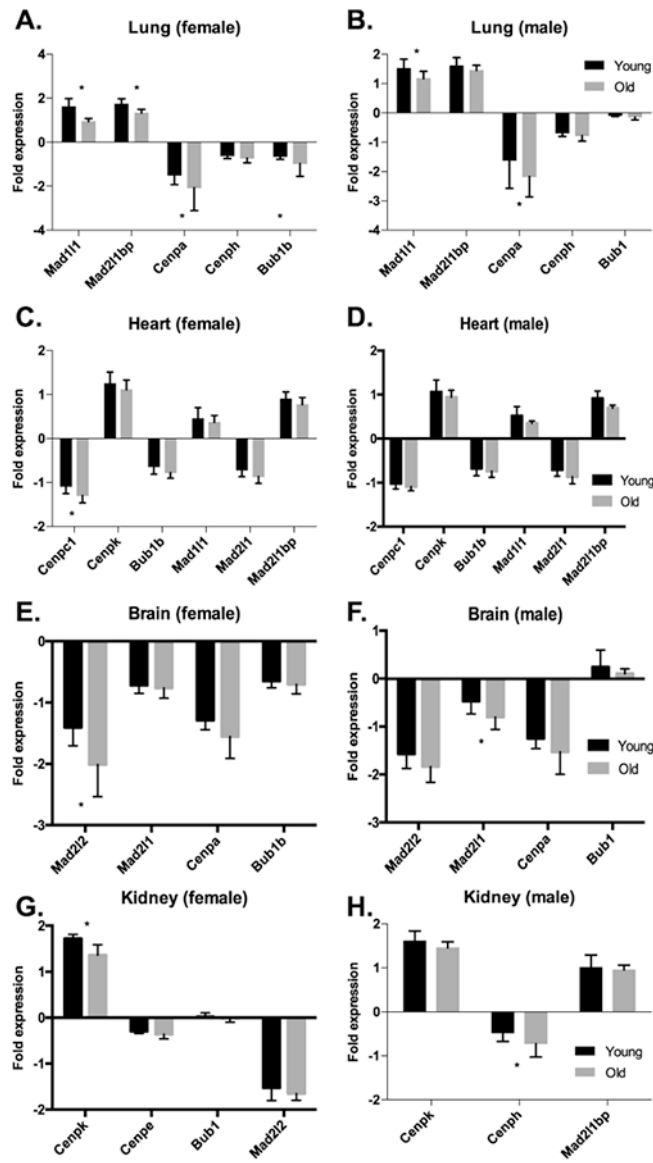 A.
Lung (female)
Fold expression
4
2
0
-2
-4
*
*
*
*
Mad1l1
Mad2l1bp
Cenpa
Cenph
Bub1b
B.
Lung (male)
Fold expression
2
1
0
-1
-2
-3
-4
*
*
Young
Old
Mad1l1
Mad2l1bp
Cenpa
Cenph
Bub1
C.
Heart (female)
Fold expression
2
1
0
-1
-2
*
Cenpc1
Cenpk
Bub1b
Mad1l1
Mad2l1
Mad2l1bp
D.
Heart (male)
Fold expression
2
1
0
-1
-2
Young
Old
Cenpc1
Cenpk
Bub1b
Mad1l1
Mad2l1
Mad2l1bp
E.
Brain (female)
Fold expression
0
-1
-2
-3
*
Mad2l2
Mad2l1
Cenpa
Bub1b
F.
Brain (male)
Fold expression
1
0
-1
-2
-3
*
Young
Old
Mad2l2
Mad2l1
Cenpa
Bub1
G.
Kidney (female)
Fold expression
2
1
0
-1
-2
*
Cenpk
Cenpe
Bub1
Mad2l2
H.
Kidney (male)
Fold expression
2
1
0
-1
-2
*
Young
Old
Cenpk
Cenph
Mad2l1bp